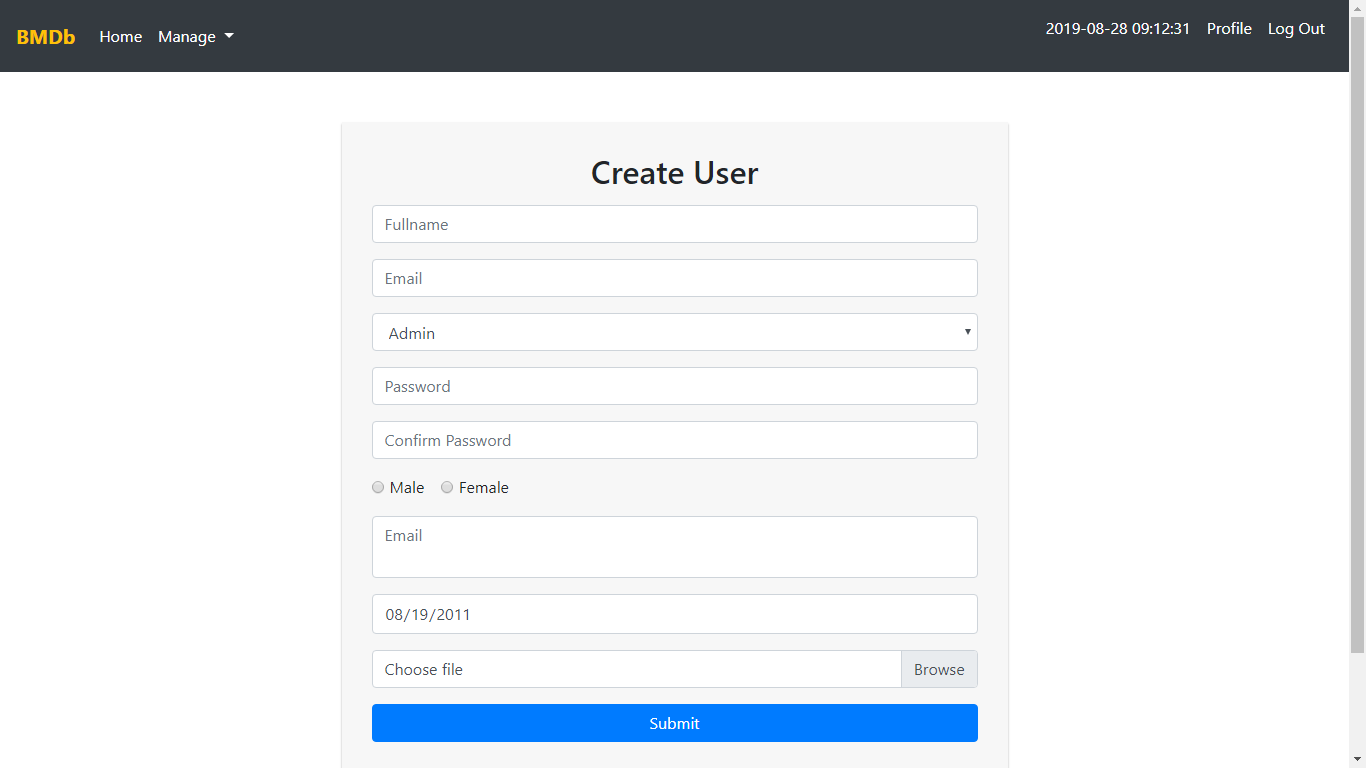 BMDb Home Manage 2019-08-28 09:12:31 Profile Log Out
Create User
Fullname
Email
Admin
Password
Confirm Password
Male Female
Email
08/19/2011
Choose file Browse
Submit